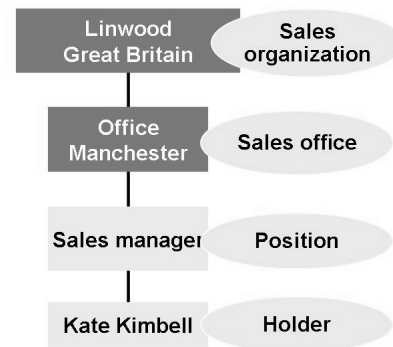 Linwood
Great Britain
Sales
organization
Office
Manchester
Sales office
Sales manager
Position
Kate Kimbell
Holder